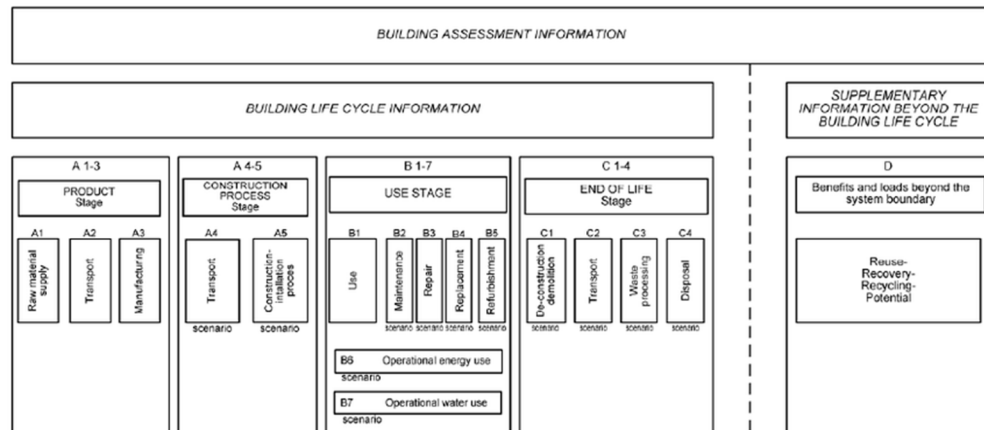 BUILDING ASSESSMENT INFORMATION
BUILDING LIFE CYCLE INFORMATION
SUPPLEMENTARY
INFORMATION BEYOND THE
BUILDING LIFE CYCLE
A 1-3
PRODUCT
Stage
A1
Raw material
supply
A2
Transport
A3
Manufacturing
A 4-5
CONSTRUCTION
PROCESS
Stage
A4
Transport
scenario
A5
Construction-
intallation
proces
scenario
B 1-7
USE STAGE
B1
Use
B2
Maintenance
scenario
B3
Repair
scenario
B4
Replacament
scenario
B5
Refurbishment
scenario
B6 Operational energy use
scenario
B7 Operational water use
scenario
C 1-4
END OF LIFE
Stage
C1
De-construction
demolition
scenario
C2
Transport
scenario
C3
Waste
processing
scenario
C4
Disposal
scenario
D
Benefits and loads beyond the
system boundary
Reuse-
Recovery-
Recycling-
Potential